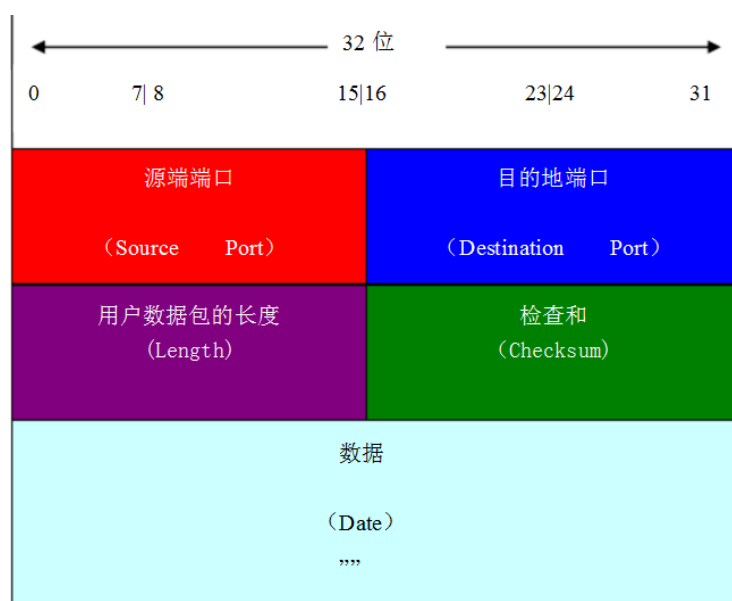 32 位
0 7| 8 15|16 23|24 31
源端端口
（Source Port）
目的地端口
（Destination Port）
用户数据包的长度
(Length)
检查和
（Checksum)
数据
（Date）
””